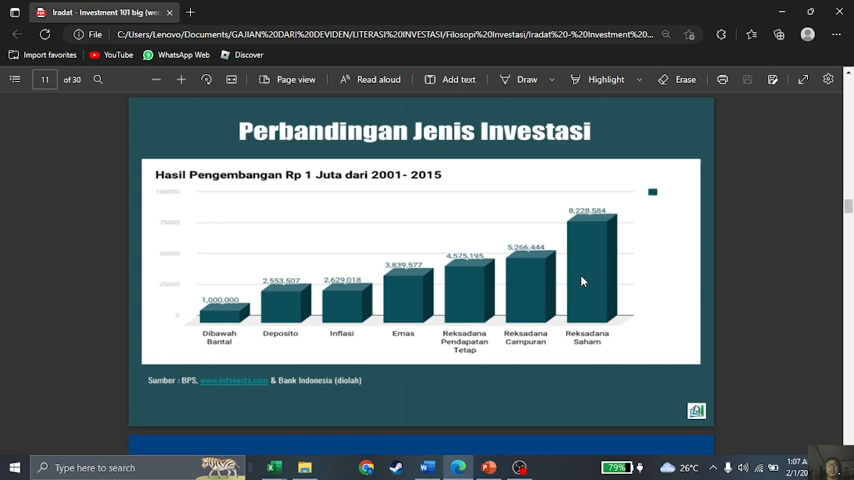 Iradat - Investment 101 big (wec
File
C:/Users/Lenovo/Documents/GAJIAN%20DARI%20DEVIDEN/LITERASI%20INVESTASI/Filosopi%20Investasi/Iradat%20-%20Investment%20...
Import favorites YouTube WhatsApp Web Discover
11 of 30 Page view Read aloud Add text Draw Highlight Erase
Perbandingan Jenis Investasi
Hasil Pengembangan Rp 1 Juta dari 2001- 2015
100000
75000
50000
25000
0
1,000,000
2,553,507
2,629,018
3,839,577
4,575,195
5,266,444
8,228,584
Dibawah
Bantal
Deposito
Inflasi
Emas
Reksadana
Pendapatan
Tetap
Reksadana
Campuran
Reksadana
Saham
Sumber : BPS, www.infovesta.com & Bank Indonesia (diolah)
Type here to search
79%
26°C
1:07
2/1/20